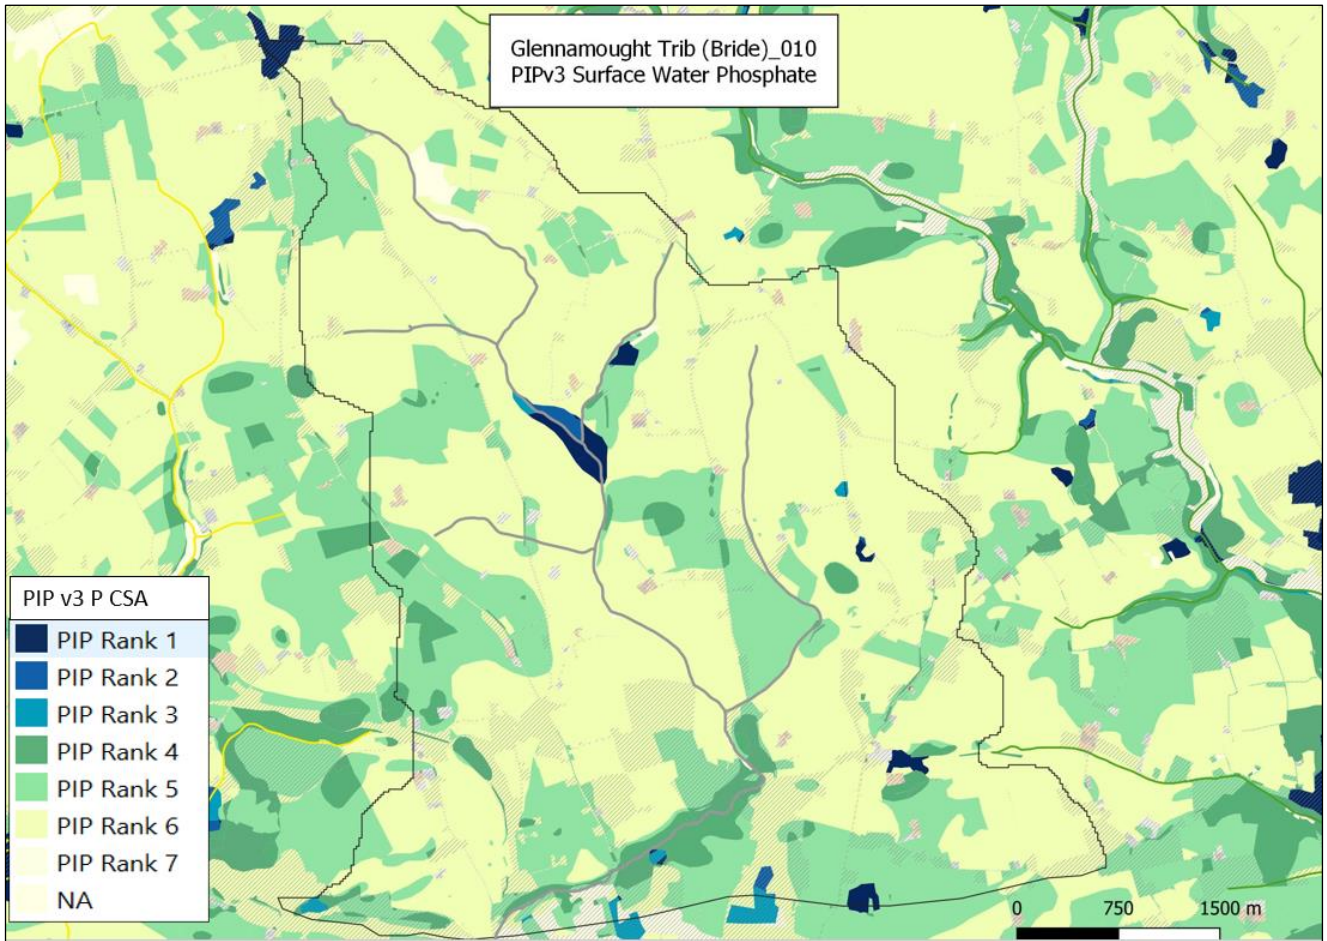 Glennamought Trib (Bride)_010
PIPv3 Surface Water Phosphate
PIP v3 P CSA
PIP Rank 1
PIP Rank 2
PIP Rank 3
PIP Rank 4
PIP Rank 5
PIP Rank 6
PIP Rank 7
NA
0 750 1500 m